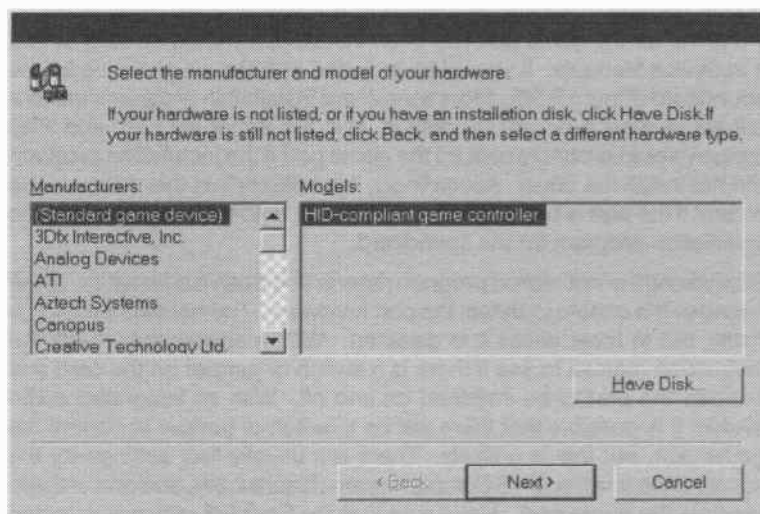 Select the manufacturer and model of your hardware.
If your hardware is not listed, or if you have an installation disk, click Have Disk.If
your hardware is still not listed, click Back, and then select a different hardware type.
Manufacturers:
Models:
(Standard game device)
HID-compliant game controller
3Dfx Interactive, Inc.
Analog Devices
ATI
Aztech Systems
Canopus
Creative Technology Ltd.
Have Disk...
< Back
Next >
Cancel